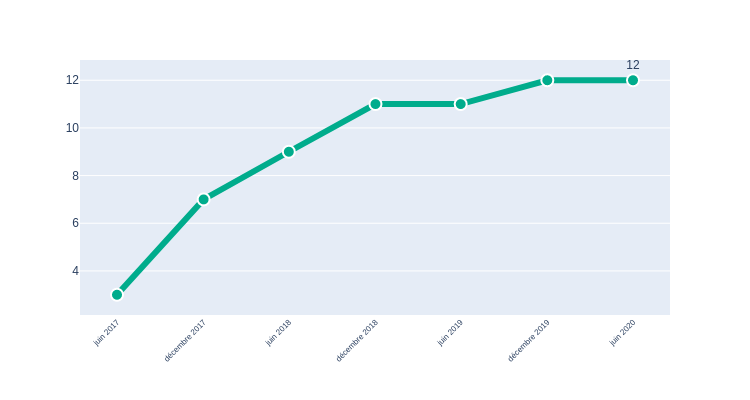 12
12
10
8
6
4
juin 2017
décembre 2017
juin 2018
décembre 2018
juin 2019
décembre 2019
juin 2020